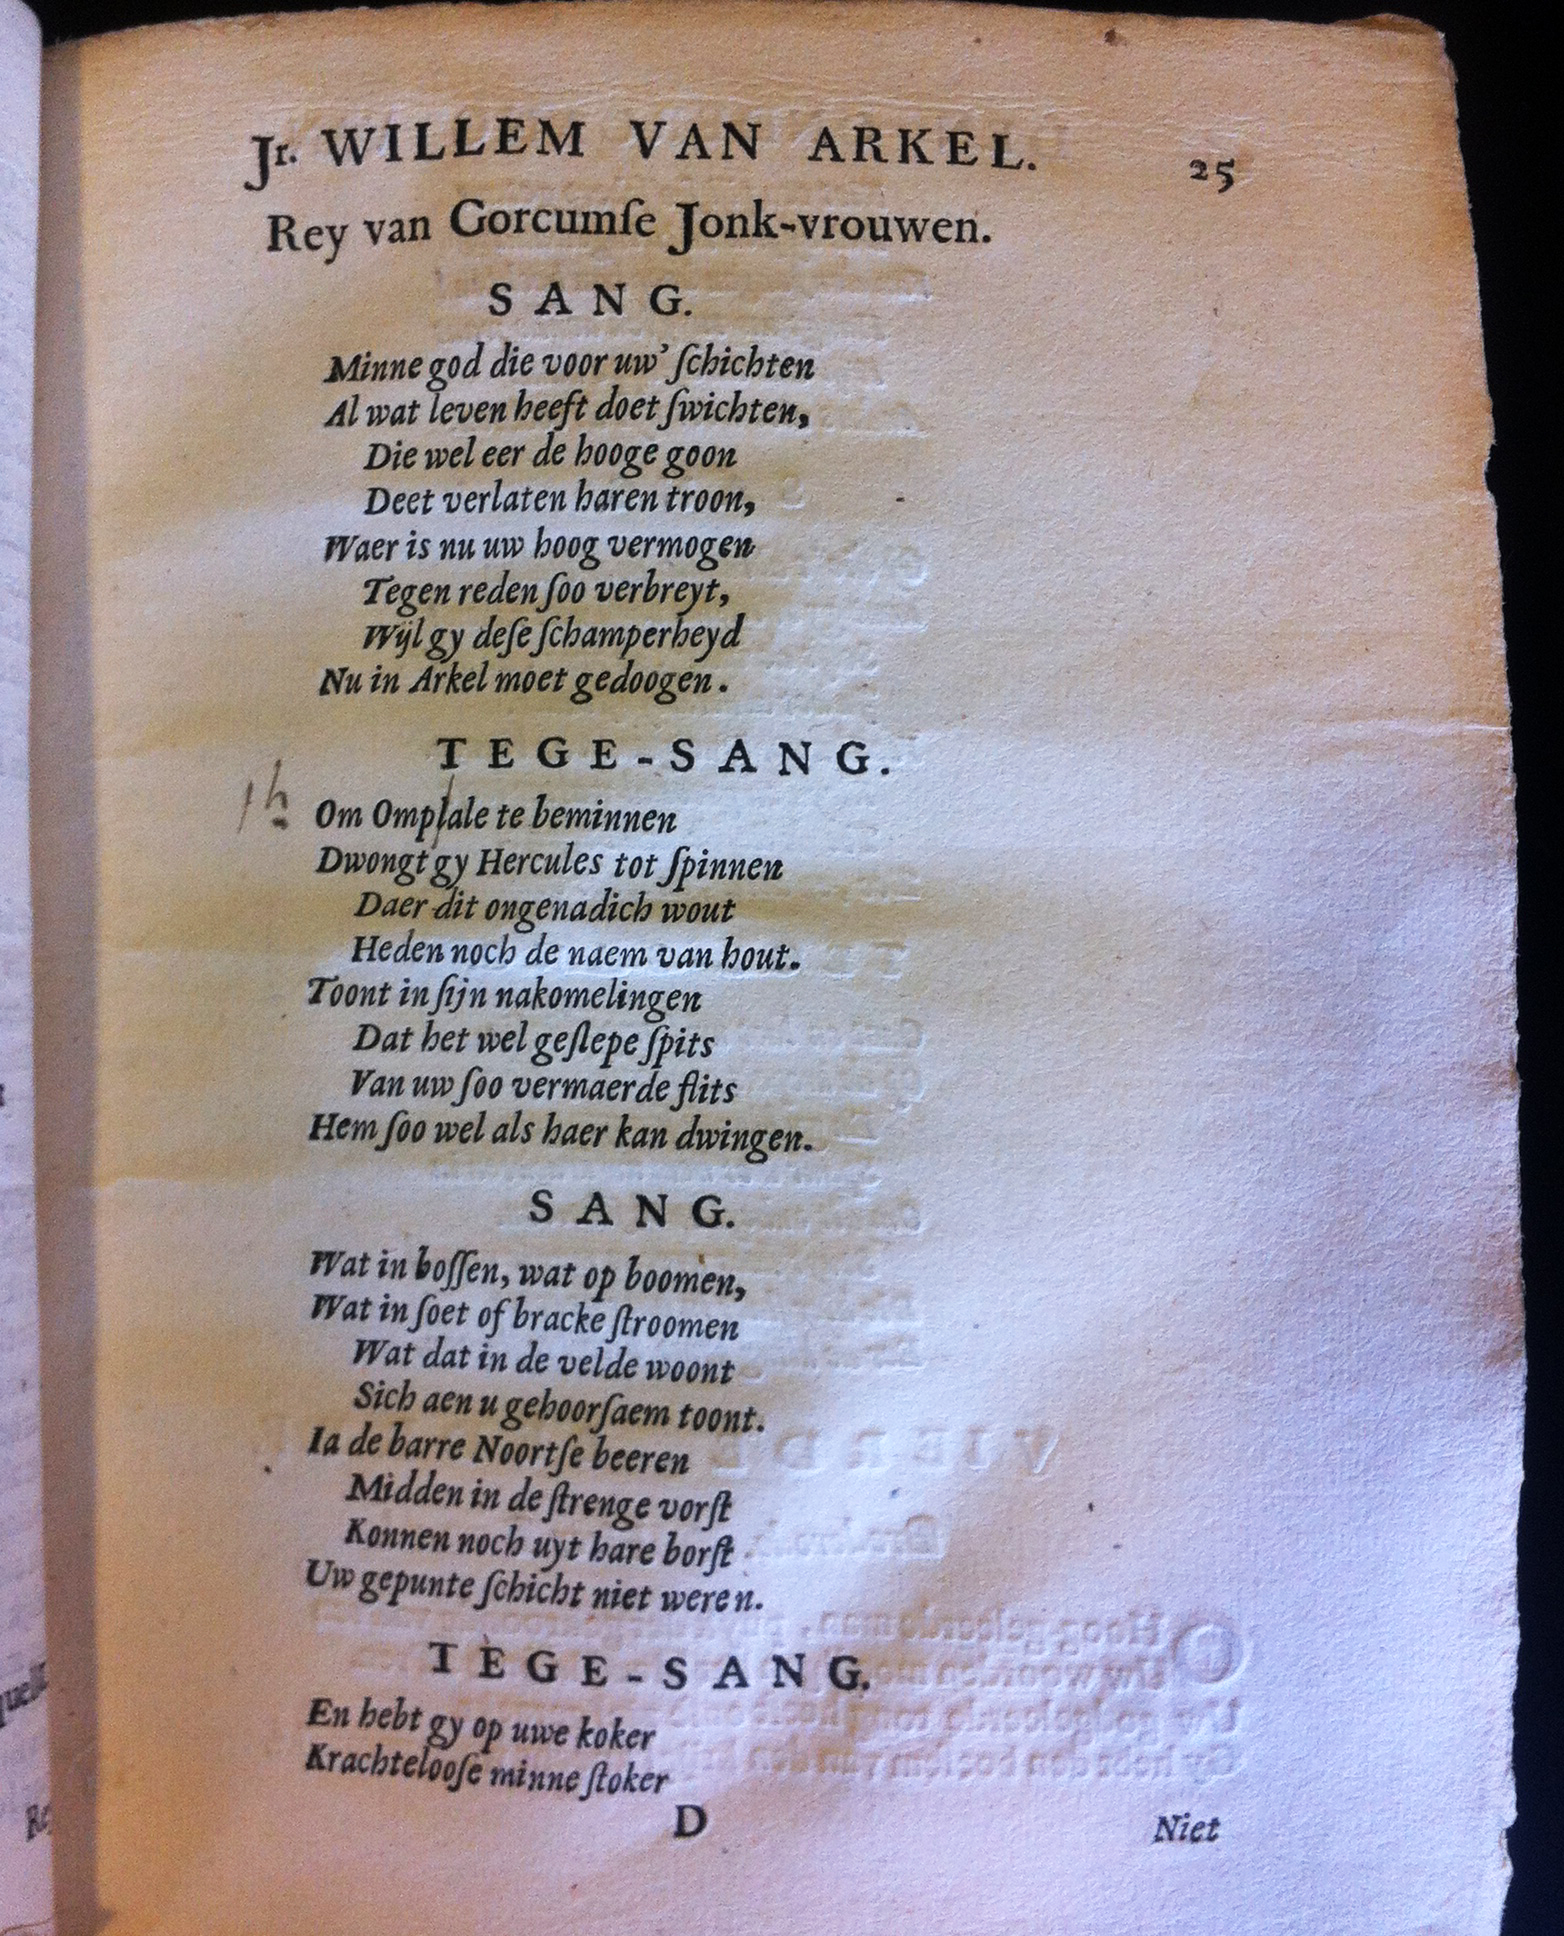 Jr. WILLEM VAN ARKEL. 25
Rey van Gorcumſe Jonk-vrouwen.
SANG.
Minne god die voor uw' ſchichten
Al wat leven heeft doet ſwichten,
Die wel eer de hooge goon
Deet verlaten haren troon,
Waer is nu uw hoog vermogen
Tegen reden ſoo verbreyt,
Wijl gy deſe ſchamperheyd
Nu in Arkel moet gedoogen.
TEGE-SANG.
h
Om Omplale te beminnen
Dwongt gy Hercules tot ſpinnen
Daer dit ongenadich wout
Heden noch de naem van hout.
Toont in ſijn nakomelingen
Dat het wel geſlepe ſpits
Van uw ſoo vermaerde flits
Hem ſoo wel als haer kan dwingen.
SANG.
Wat in boſſen, wat op boomen,
Wat in ſoet of bracke ſtroomen
Wat dat in de velde woont
Sich aen u gehoorſaem toont.
Ia de barre Noortſe beeren
Midden in de ſtrenge vorſt
Konnen noch uyt hare borſt
Uw gepunte ſchicht niet weren.
TEGE-SANG.
En hebt gy op uwe koker
Krachtelooſe minne ſtoker
D Niet